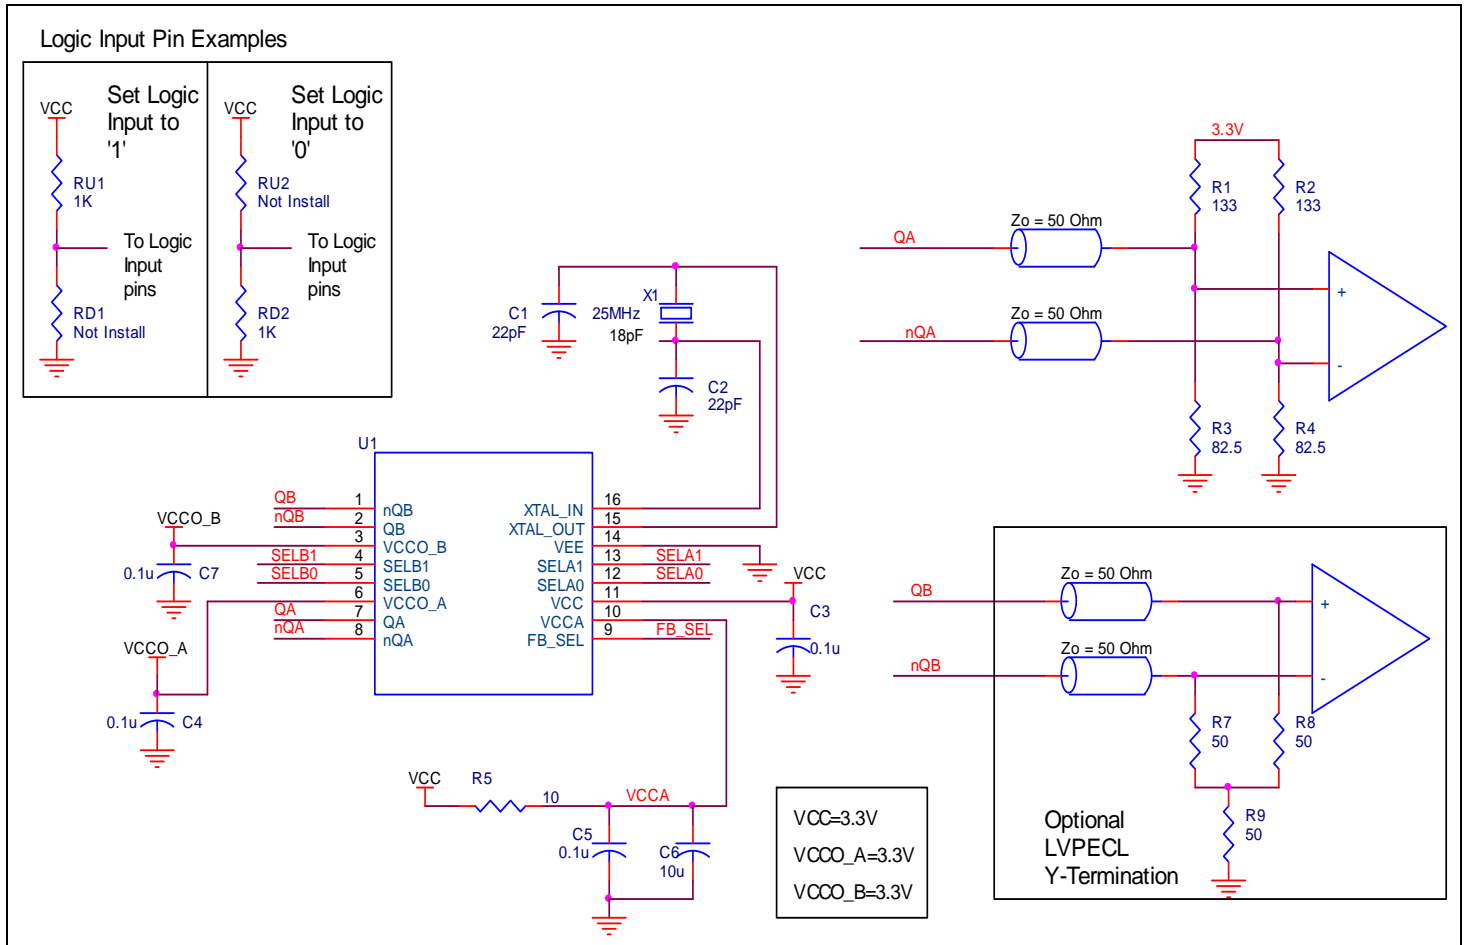 Logic Input Pin Examples
VCC
Set Logic
Input to
'1'
RU1
1K
To Logic
Input
pins
RD1
Not Install
VCC
Set Logic
Input to
'0'
RU2
Not Install
To Logic
Input
pins
RD2
1K
C1
22pF
X1
25MHz
18pF
C2
22pF
3.3V
R1
133
R2
133
QA
Zo = 50 Ohm
nQA
Zo = 50 Ohm
+
-
R3
82.5
R4
82.5
U1
QB
1
nQB
nQB
2
QB
VCCO_B
3
VCCO_B
SELB1
4
SELB1
SELB0
5
SELB0
6
VCCO_A
QA
7
QA
nQA
8
nQA
0.1u
C7
VCCO_A
0.1u
C4
XTAL_IN
16
XTAL_OUT
15
VEE
14
SELA1
13
SELA1
SELA0
12
SELA0
VCC
11
VCCA
10
FB_SEL
9
FB_SEL
VCC
C3
0.1u
VCC
R5
10
VCCA
C5
0.1u
C6
10u
VCC=3.3V
VCCO_A=3.3V
VCCO_B=3.3V
QB
Zo = 50 Ohm
nQB
Zo = 50 Ohm
+
-
R7
50
R8
50
R9
50
Optional
LVPECL
Y-Termination